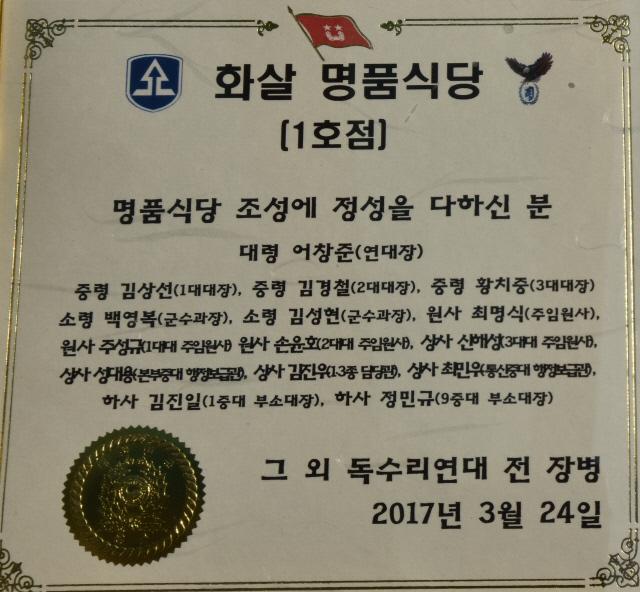 화살 명품식당
[1호점]
명품식당 조성에 정성을 다하신 분
대령 어창준(연대장)
중령 김상선(1대대장), 중령 김경철(2대대장), 중령 황치중(3대대장)
소령 백영복(군수과장), 소령 김성현(군수과장), 원사 최명식(주임원사),
원사 주성규(1대대 주임원사) 원사 손윤호(2대대 주임원사), 상사 신해성(3대대 주임원사),
상사 성대용(본부중대 행정보급관), 상사 김진우(1·3종 담당관), 상사 최민우(통신중대 행정보급관),
하사 김진일(1중대 부소대장), 하사 정민규(9중대 부소대장)
그 외 독수리연대 전 장병
2017년 3월 24일